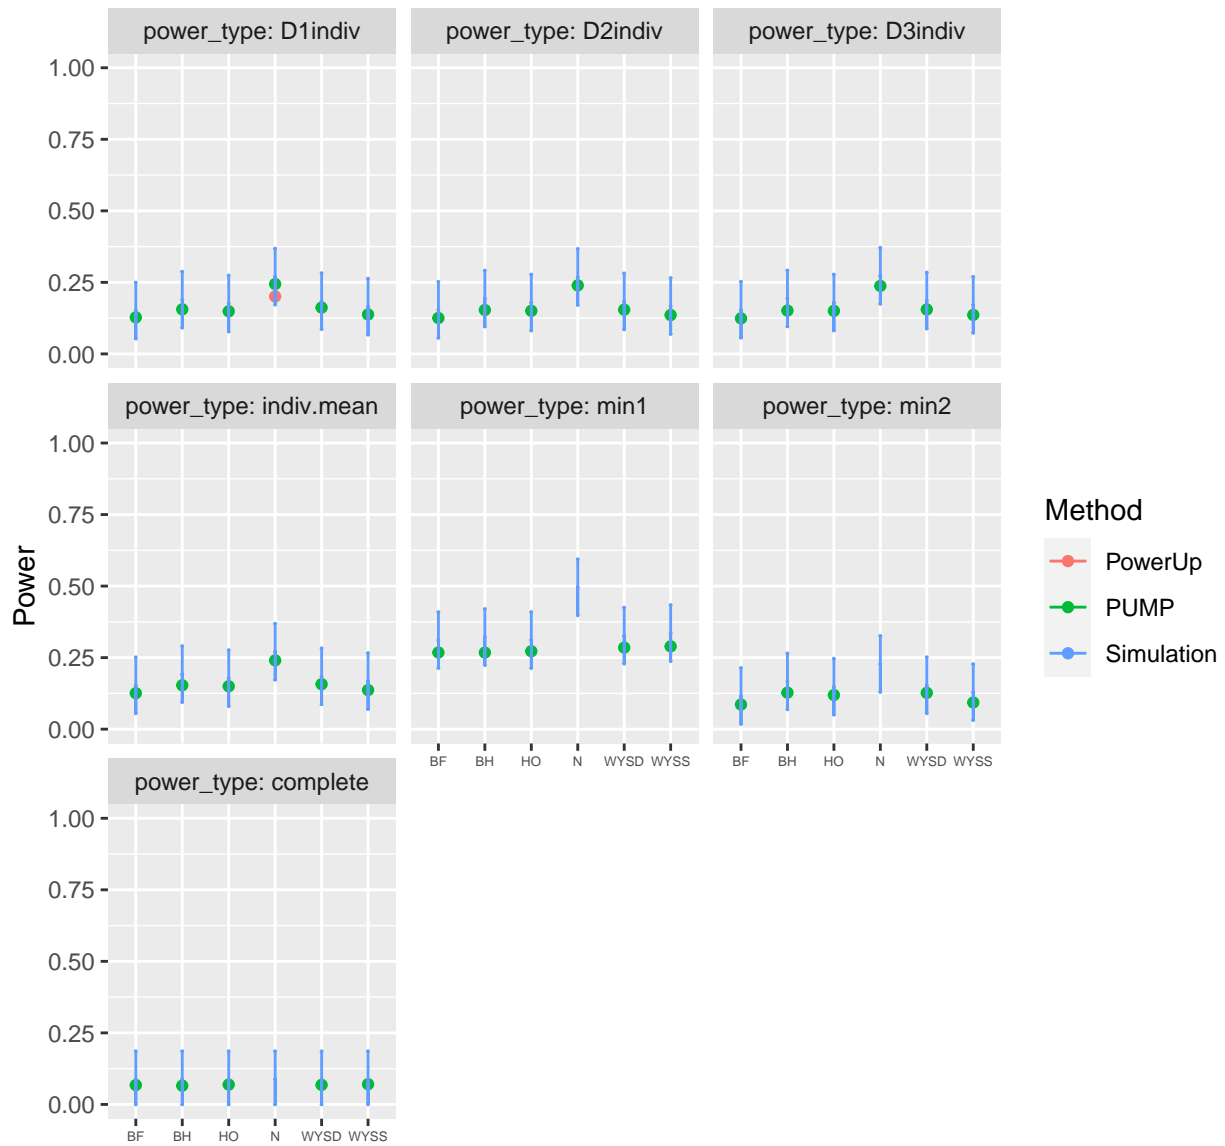 power_type: D1indiv
power_type: D2indiv
power_type: D3indiv
1.00
0.75
0.50
0.25
0.00
power_type: indiv.mean
power_type: min1
power_type: min2
1.00
0.75
0.50
0.25
0.00
Power
BF BH HO N WYSD WYSS
BF BH HO N WYSD WYSS
power_type: complete
1.00
0.75
0.50
0.25
0.00
BF BH HO N WYSD WYSS
Method
PowerUp
PUMP
Simulation